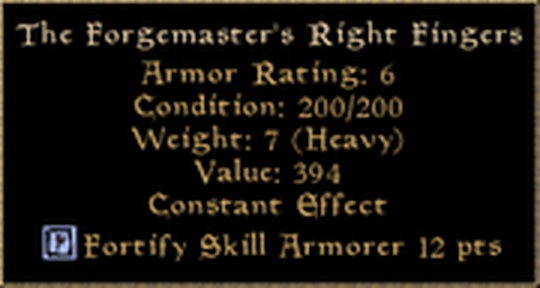 The Forgemaster's Right Fingers
Armor Rating: 6
Condition: 200/200
Weight: 7 (Heavy)
Value: 394
Constant Effect
Fortify Skill Armorer 12 pts